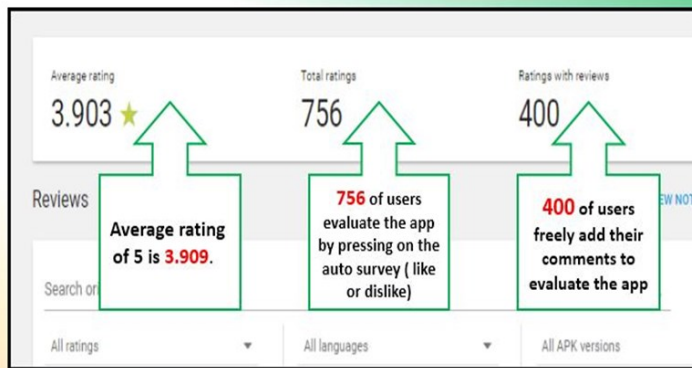 Average rating
Total ratings
Ratings with reviews
3.903
756
400
Reviews
Average rating
of 5 is 3.909.
756 of users
evaluate the app
by pressing on the
auto survey ( like
or dislike)
400 of users
freely add their
comments to
evaluate the app
Search
All ratings
All languages
All APK versions